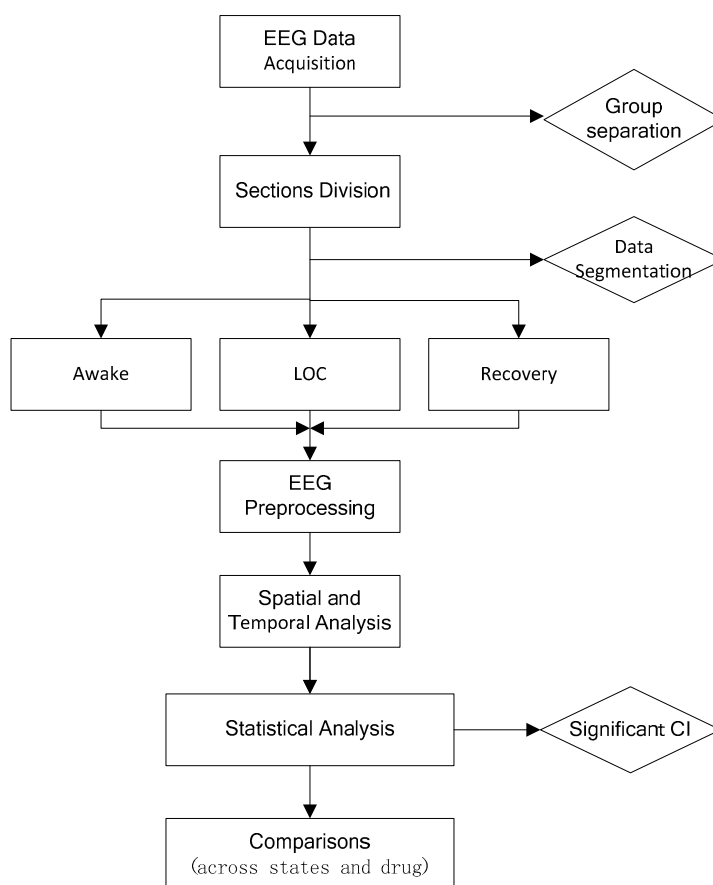 EEG Data
Acquisition
Group
separation
Sections Division
Data
Segmentation
Awake
LOC
Recovery
EEG
Preprocessing
Spatial and
Temporal Analysis
Statistical Analysis
Significant CI
Comparisons
(across states and drug)